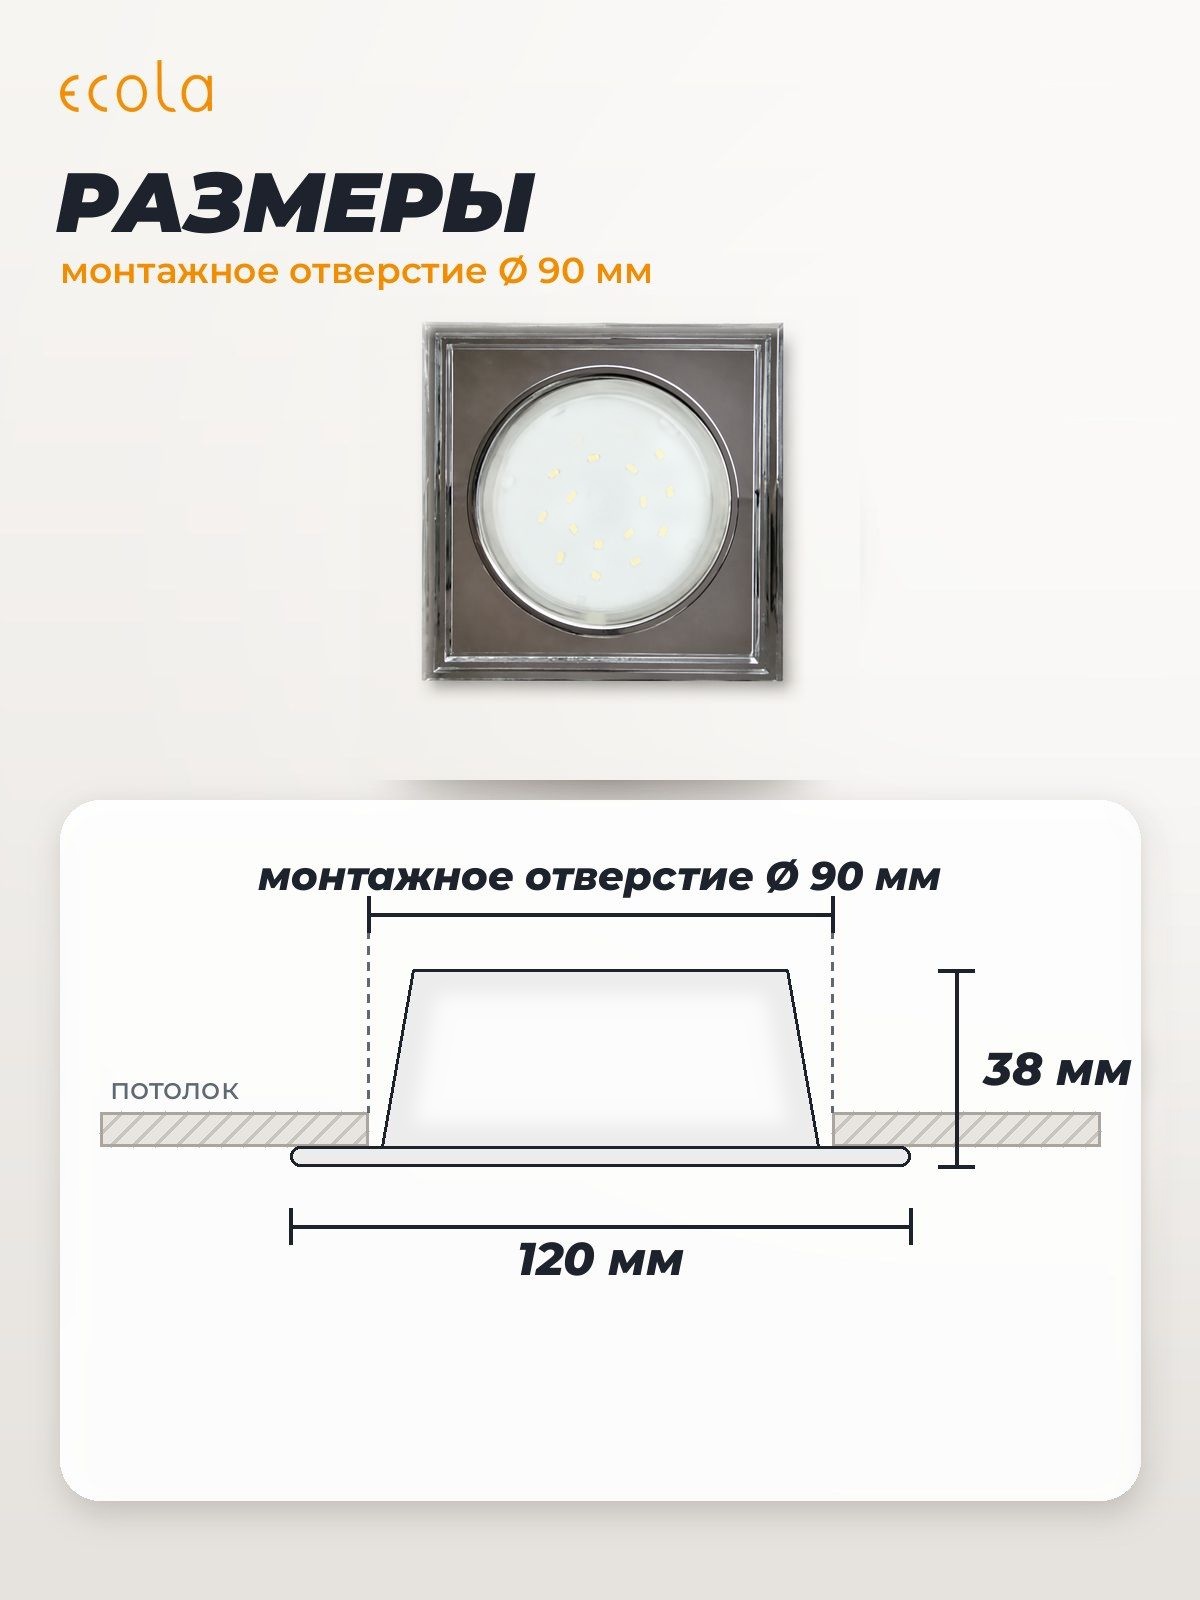 ecola
РАЗМЕРЫ
монтажное отверстие Ø 90 мм
монтажное отверстие Ø 90 мм
38 мм
потолок
120 мм